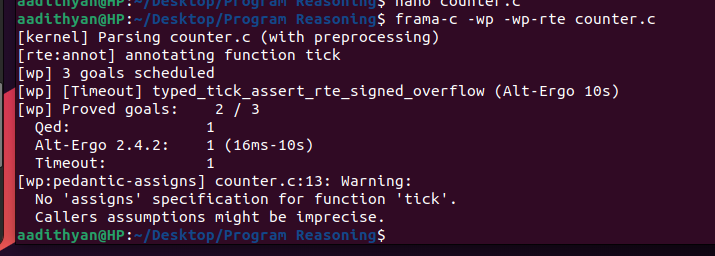 aadithyan@HP:~/Desktop/Program Reasoning$ nano counter.c
aadithyan@HP:~/Desktop/Program Reasoning$ frama-c -wp -wp-rte counter.c
[kernel] Parsing counter.c (with preprocessing)
[rte:annot] annotating function tick
[wp] 3 goals scheduled
[wp] [Timeout] typed_tick_assert_rte_signed_overflow (Alt-Ergo 10s)
[wp] Proved goals:    2 / 3
  Qed:               1
  Alt-Ergo 2.4.2:    1 (16ms-10s)
  Timeout:           1
[wp:pedantic-assigns] counter.c:13: Warning:
  No 'assigns' specification for function 'tick'.
  Callers assumptions might be imprecise.
aadithyan@HP:~/Desktop/Program Reasoning$